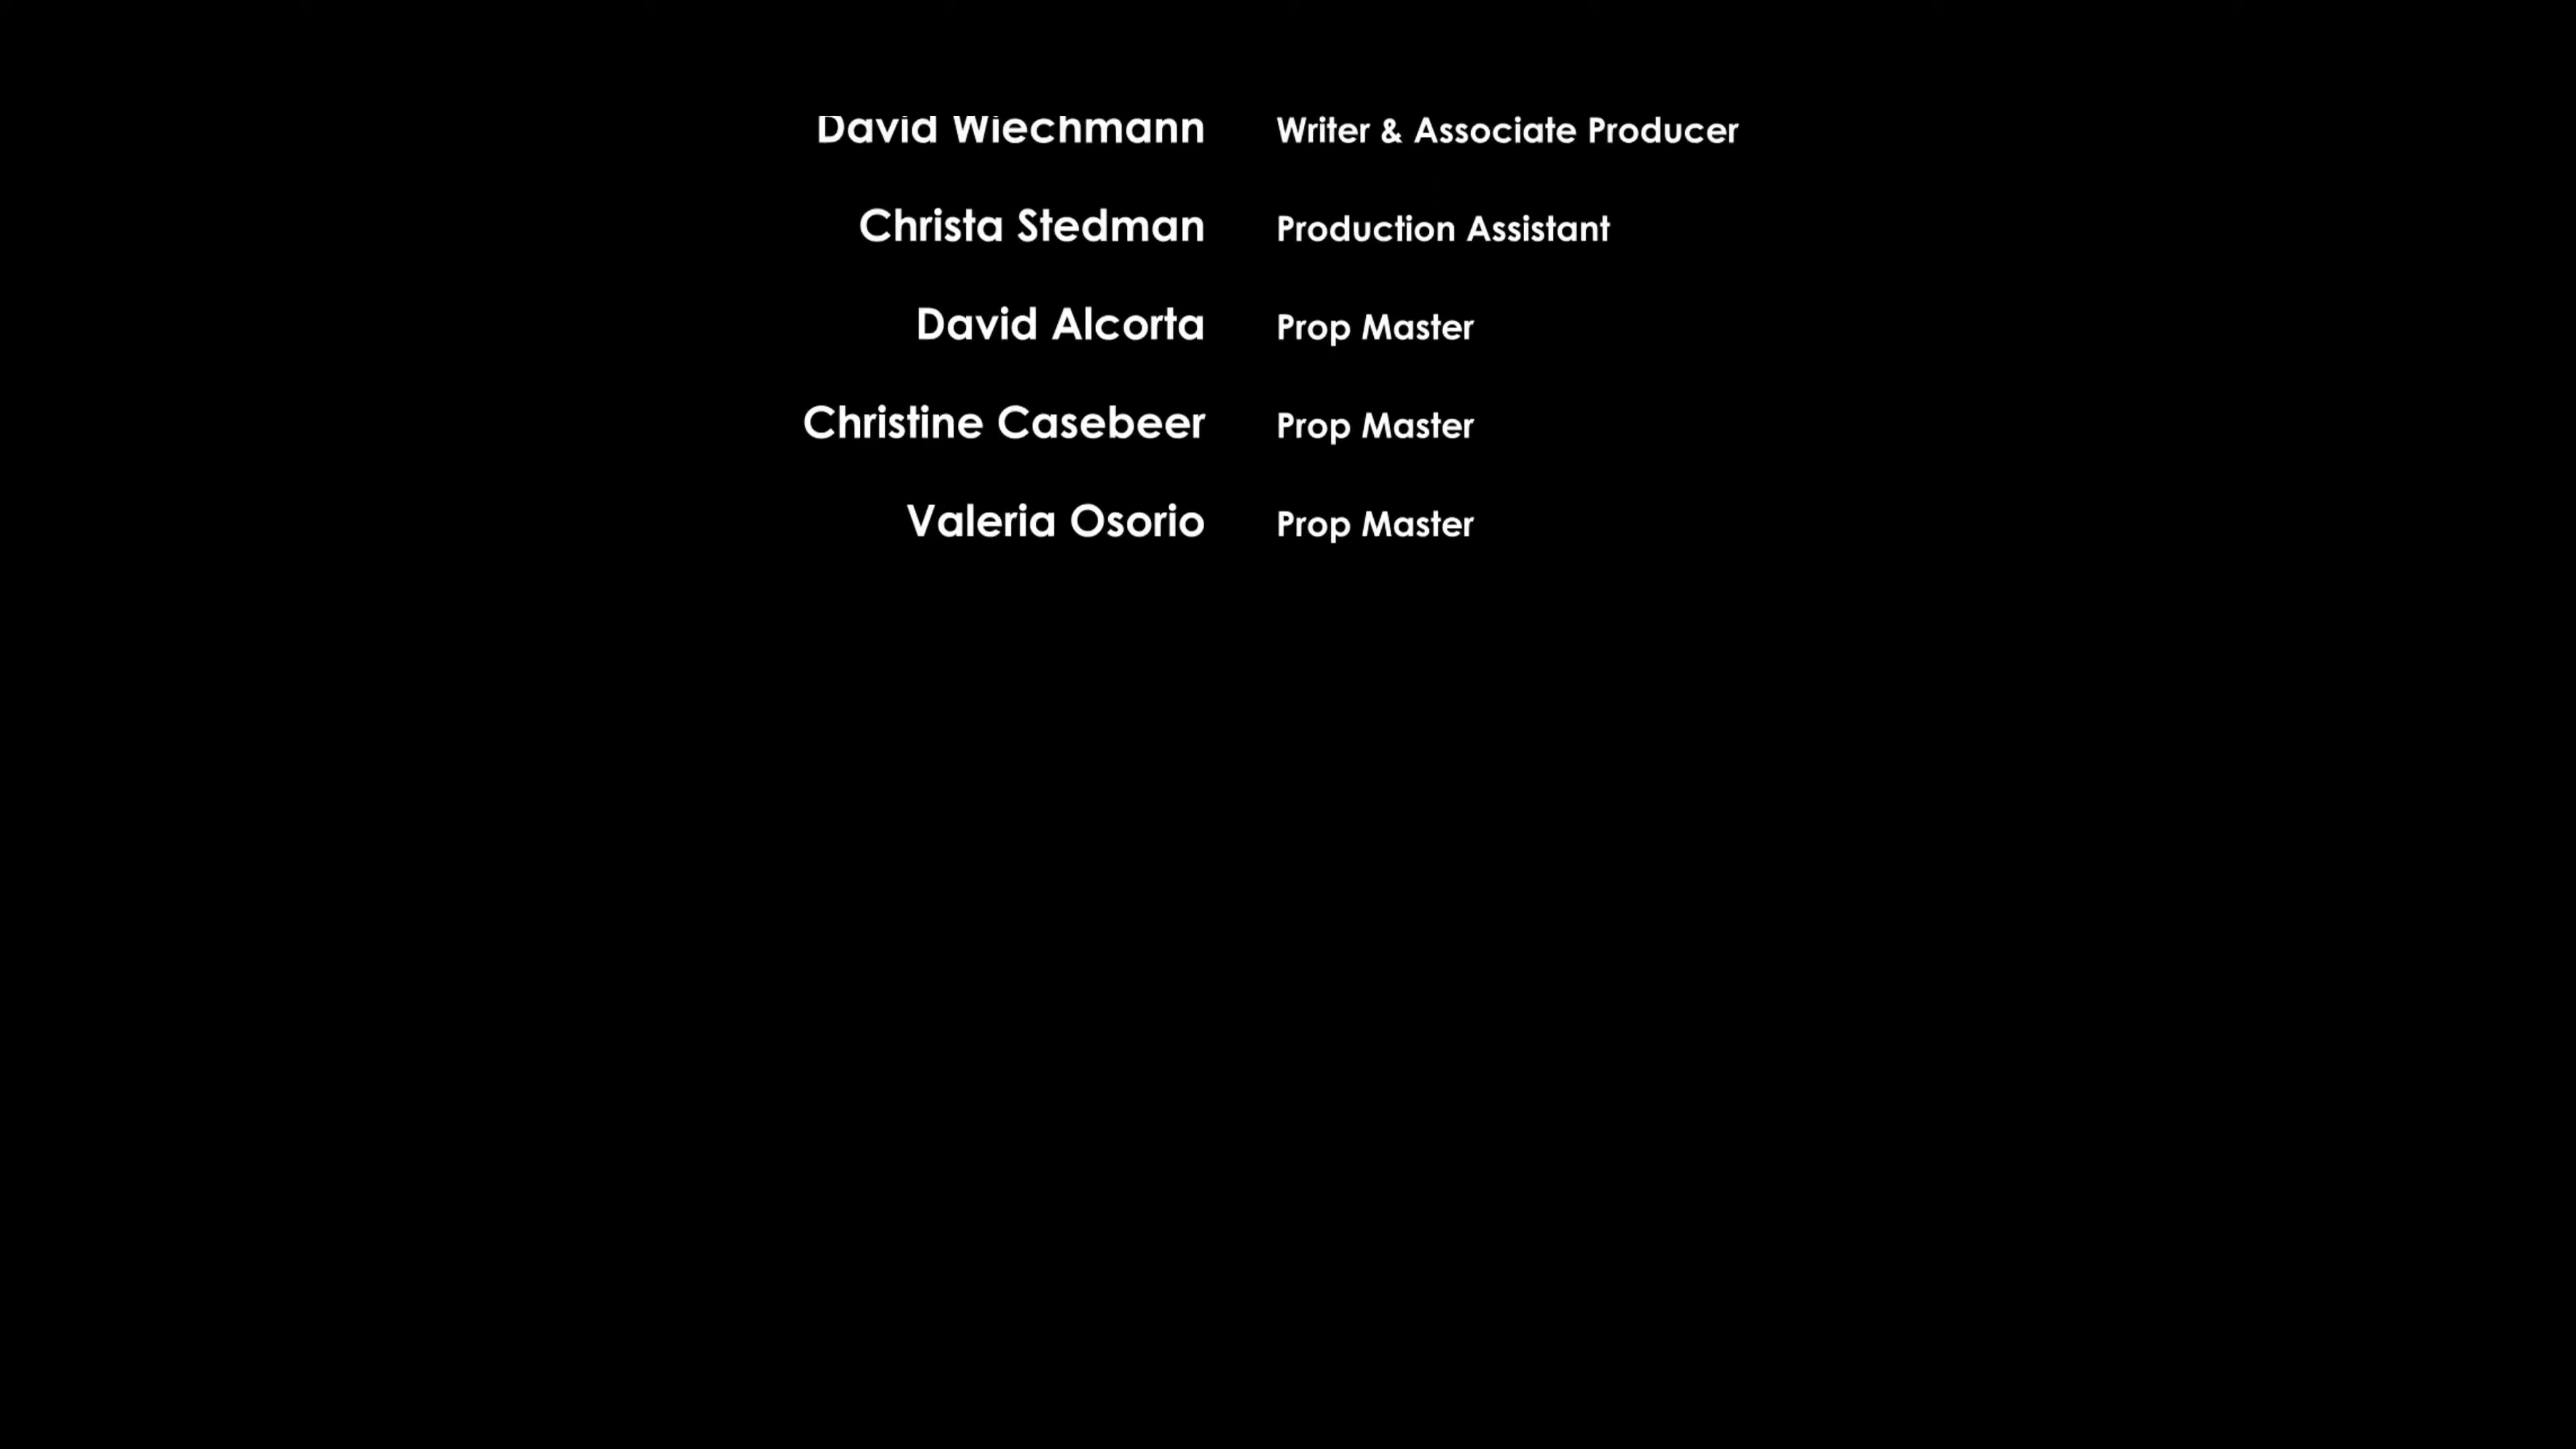 David Wiechmann Writer & Associate Producer
Christa Stedman Production Assistant
David Alcorta Prop Master
Christine Casebeer Prop Master
Valeria Osorio Prop Master